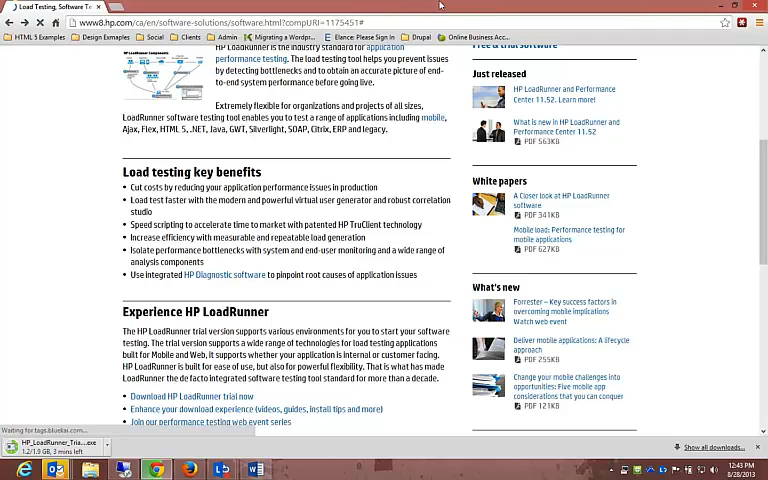 Load Testing, Software Te
www8.hp.com/ca/en/software-solutions/software.html?compURI=1175451#
HTML 5 Examples
Design Examples
Social
Clients
Admin
Migrating a Wordpr...
Elance: Please Sign In
Drupal
Online Business Acc...
HP LoadRunner is the industry standard for application
performance testing. The load testing tool helps you prevent issues
by detecting bottlenecks and to obtain an accurate picture of end-
to-end system performance before going live.
Extremely flexible for organizations and projects of all sizes,
LoadRunner software testing tool enables you to test a range of applications including mobile,
Ajax, Flex, HTML 5, .NET, Java, GWT, Silverlight, SOAP, Citrix, ERP and legacy.
Load testing key benefits
• Cut costs by reducing your application performance issues in production
• Load test faster with the modern and powerful virtual user generator and robust correlation
studio
• Speed scripting to accelerate time to market with patented HP TruClient technology
• Increase efficiency with measurable and repeatable load generation
• Isolate performance bottlenecks with system and end-user monitoring and a wide range of
analysis components
• Use integrated HP Diagnostic software to pinpoint root causes of application issues
Experience HP LoadRunner
The HP LoadRunner trial version supports various environments for you to start your software
testing. The trial version supports a wide range of technologies for load testing applications
built for Mobile and Web, it supports whether your application is internal or customer facing.
HP LoadRunner is built for ease of use, but also for powerful flexibility. That is what has made
LoadRunner the de facto integrated software testing tool standard for more than a decade.
• Download HP LoadRunner trial now
• Enhance your download experience (videos, guides, install tips and more)
• Join our performance testing web event series
Free & trial software
Just released
HP LoadRunner and Performance
Center 11.52. Learn more!
What is new in HP LoadRunner and
Performance Center 11.52
PDF 563KB
White papers
A Closer look at HP LoadRunner
software
PDF 341KB
Mobile load: Performance testing for
mobile applications
PDF 627KB
What's new
Forrester – Key success factors in
overcoming mobile implications
Watch web event
Deliver mobile applications: A lifecycle
approach
PDF 255KB
Change your mobile challenges into
opportunities: Five mobile app
considerations that you can conquer
PDF 121KB
Waiting for tags.bluekai.com...
HP_LoadRunner_Tria....exe
1.2/1.9 GB, 3 mins left
Show all downloads...
12:43 PM
8/28/2013